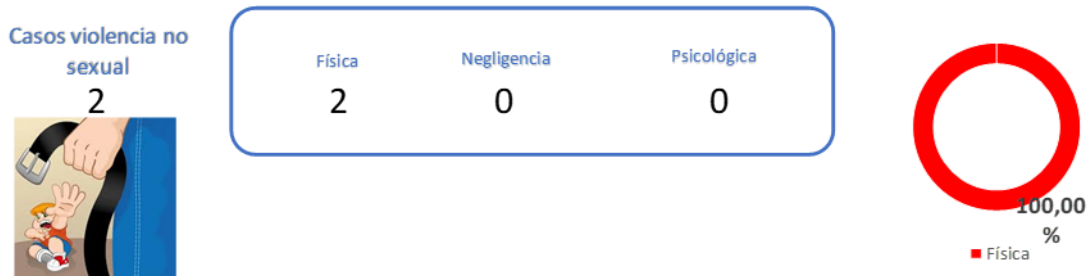 Casos violencia no
sexual
2
Física
Negligencia
Psicológica
2
0
0
100,00
%
Física